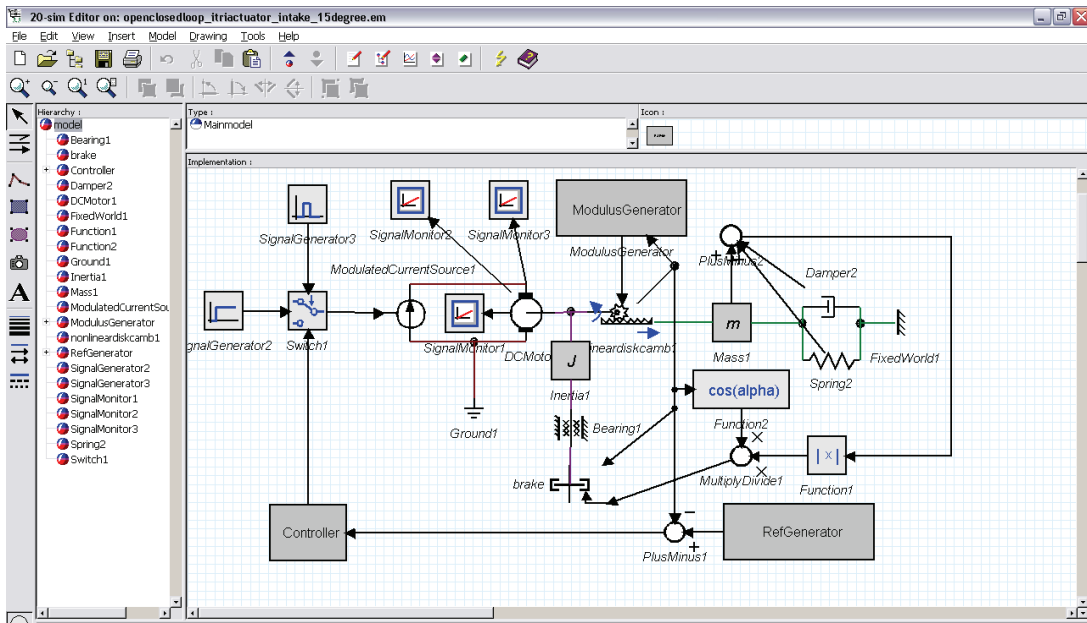 20-sim Editor on: openclosedloop_itriactuator_intake_15degree.em
File Edit View Insert Model Drawing Tools Help
Hierarchy :
model
Bearing1
brake
Controller
Damper2
DCMotor1
FixedWorld1
Function1
Function2
Ground1
Inertia1
Mass1
ModulatedCurrentSou
ModulusGenerator
nonlineardiskcamb1
RefGenerator
SignalGenerator2
SignalGenerator3
SignalMonitor1
SignalMonitor2
SignalMonitor3
Spring2
Switch1
Type :
Mainmodel
Icon :
Implementation :
ModulusGenerator
SignalGenerator3
SignalMonitor2
SignalMonitor3
ModulusGenerator
PlusMinus2
ModulatedCurrentSource1
Damper2
gnalGenerator2
Switch1
SignalMonitor1
DCMoto
neardiskcamb1
m
Mass1
FixedWorld1
J
Spring2
Inertia1
cos(alpha)
Ground1
Bearing1
Function2
|x|
brake
MultiplyDivide1
Function1
Controller
RefGenerator
PlusMinus1